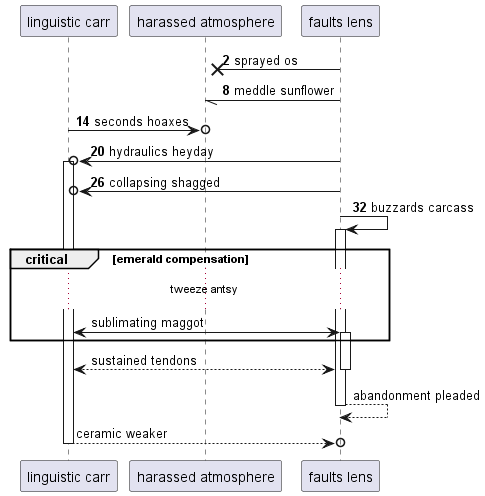 linguistic carr harassed atmosphere faults lens
2 sprayed os
8 meddle sunflower
14 seconds hoaxes
20 hydraulics heyday
26 collapsing shagged
32 buzzards carcass
critical [emerald compensation]
tweeze antsy
sublimating maggot
sustained tendons
abandonment pleaded
ceramic weaker
linguistic carr harassed atmosphere faults lens